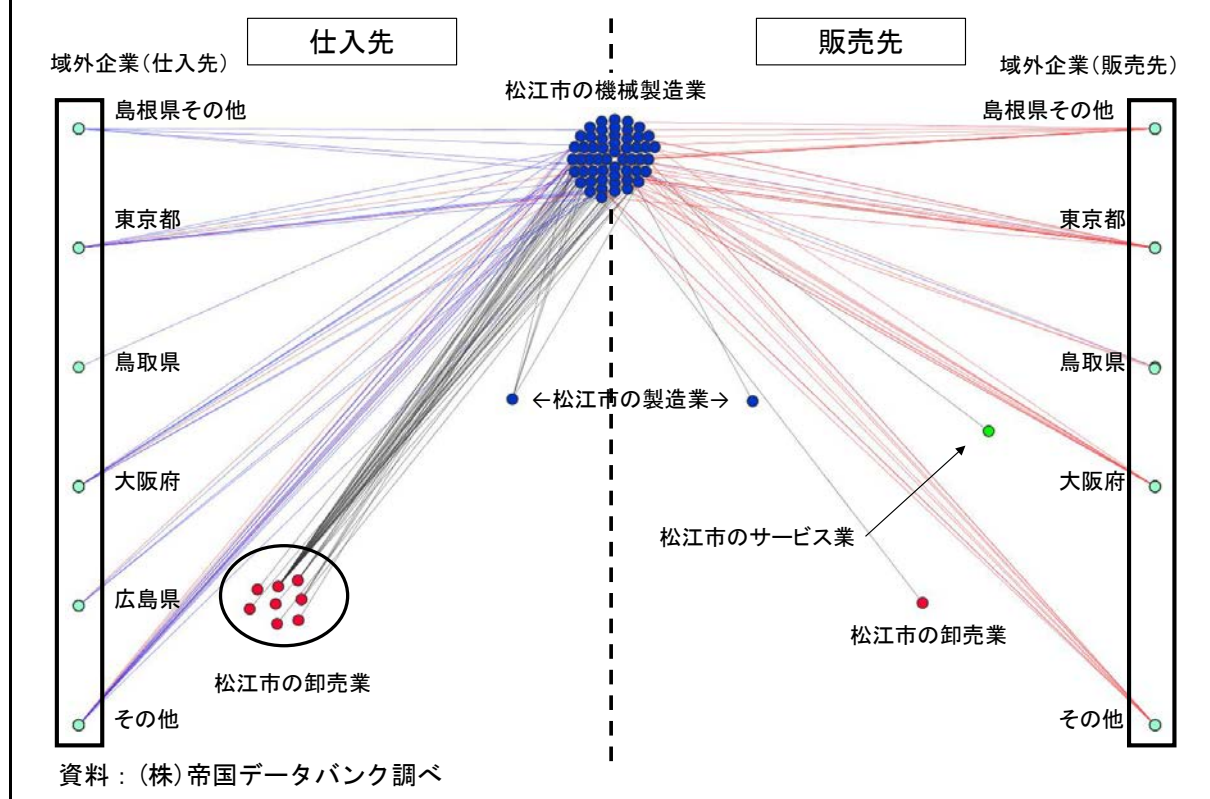 仕入先
販売先
域外企業(仕入先)
域外企業(販売先)
松江市の機械製造業
島根県その他
島根県その他
東京都
東京都
鳥取県
鳥取県
←松江市の製造業→
大阪府
大阪府
松江市のサービス業
広島県
松江市の卸売業
松江市の卸売業
その他
その他
資料:(株)帝国データバンク調べ